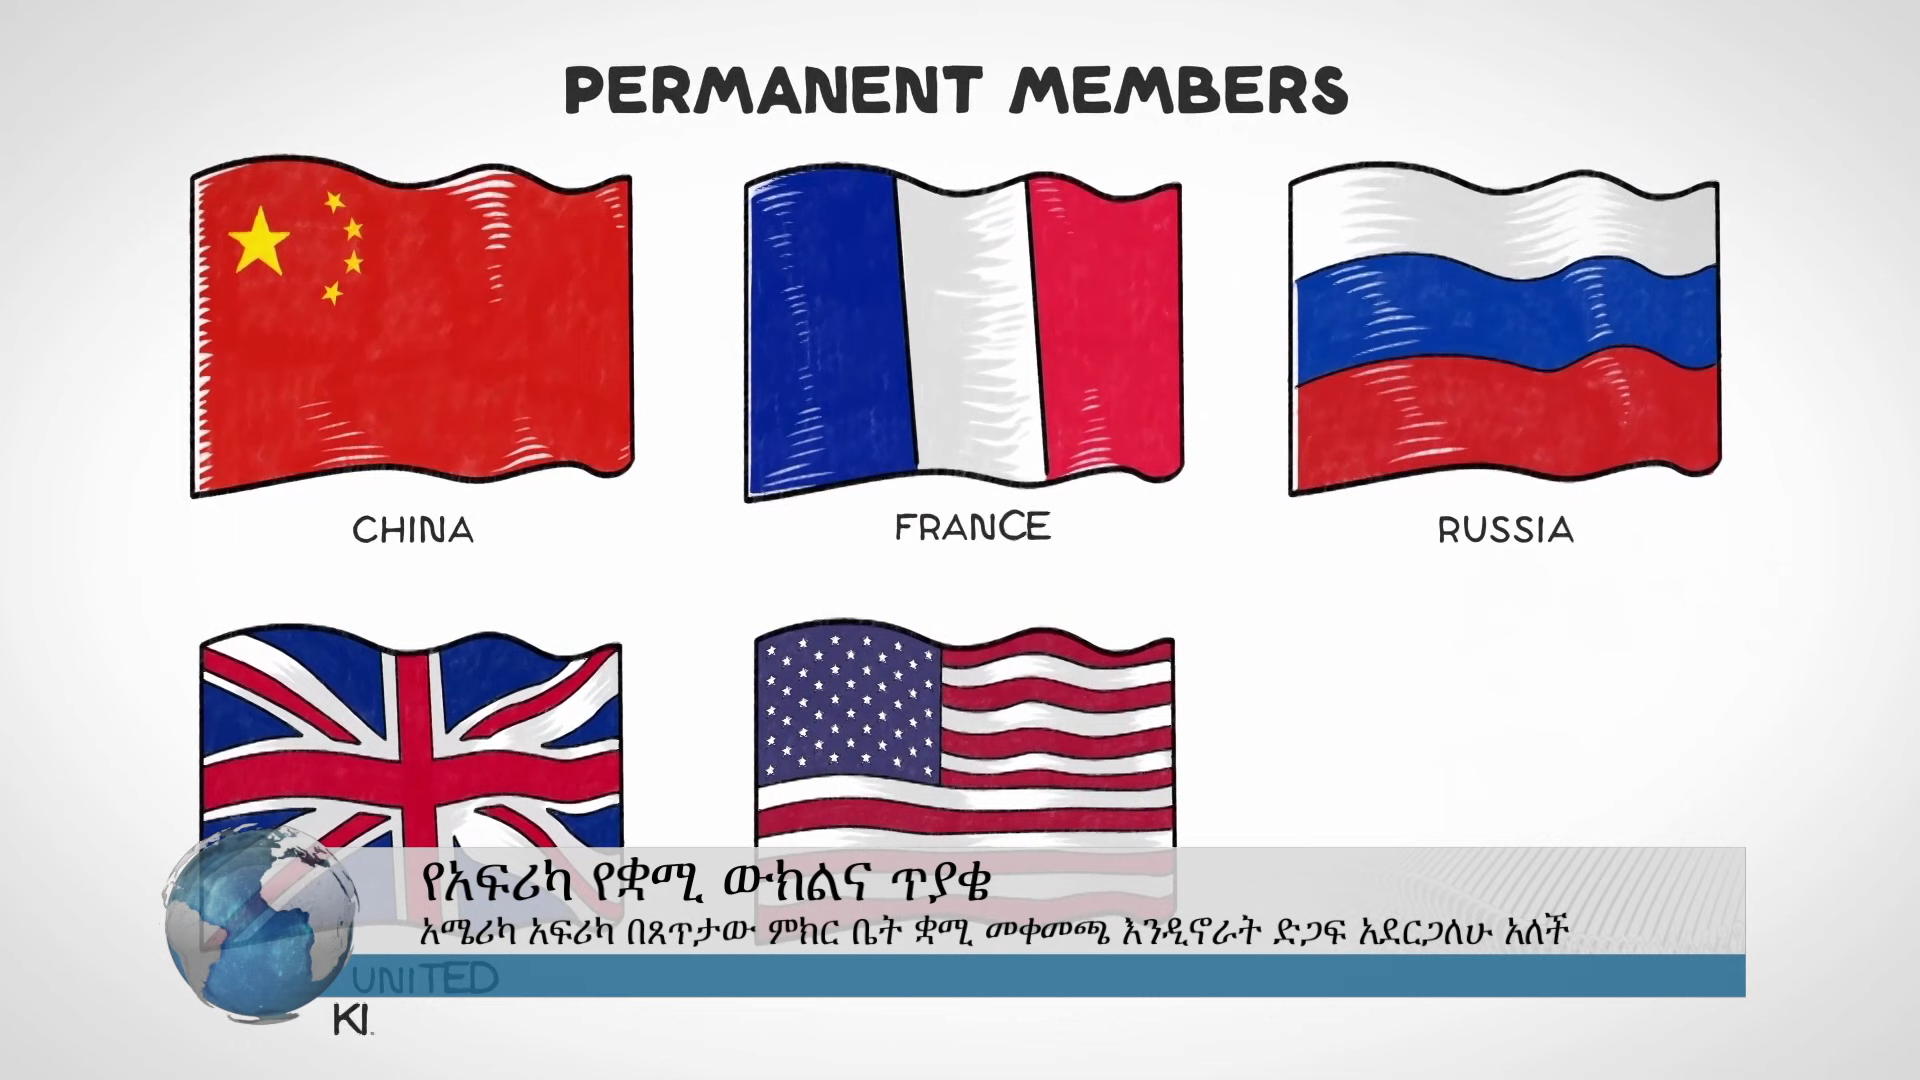 PERMANENT MEMBERS
CHINA
FRANCE
RUSSIA
የአፍሪካ የቋሚ ውክልና ጥያቄ
አሜሪካ አፍሪካ በጸጥታው ምክር ቤት ቋሚ መቀመጫ እንዲኖራት ድጋፍ አደርጋለሁ አለች
UNITED
KI